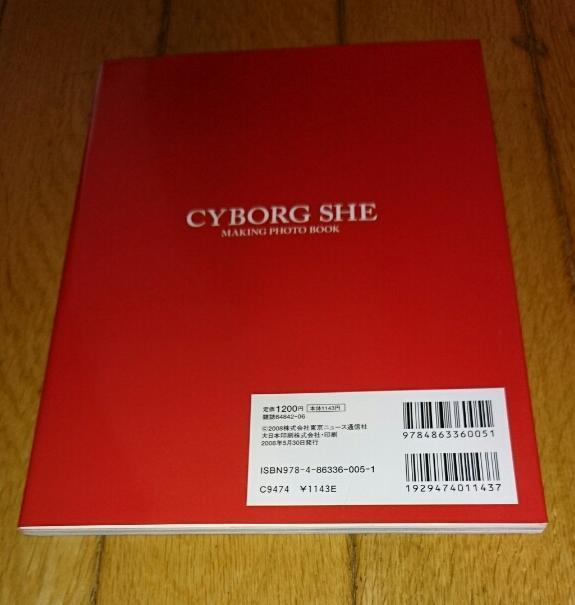 CYBORG SHE
MAKING PHOTO BOOK
定価1200円 本体1143円
雑誌64842-06
©2008株式会社東京ニュース通信社
大日本印刷株式会社・印刷
2008年5月30日発行
9784863360051
ISBN978-4-86336-005-1
C9474 ¥1143E
1929474011437